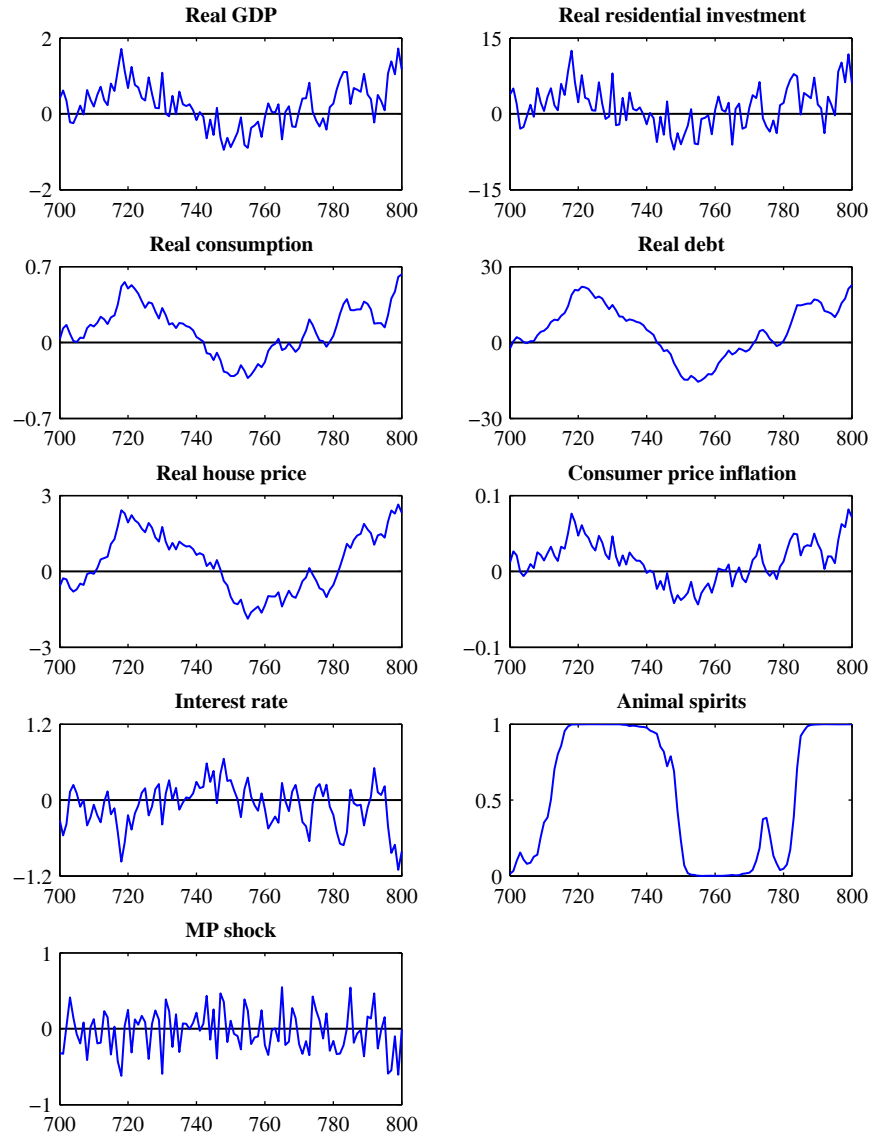 Real GDP
2
0
−2
700 720 740 760 780 800
Real residential investment
15
0
−15
700 720 740 760 780 800
Real consumption
0.7
0
−0.7
700 720 740 760 780 800
Real debt
30
0
−30
700 720 740 760 780 800
Real house price
3
0
−3
700 720 740 760 780 800
Consumer price inflation
0.1
0
−0.1
700 720 740 760 780 800
Interest rate
1.2
0
−1.2
700 720 740 760 780 800
Animal spirits
1
0.5
0
700 720 740 760 780 800
MP shock
1
0
−1
700 720 740 760 780 800